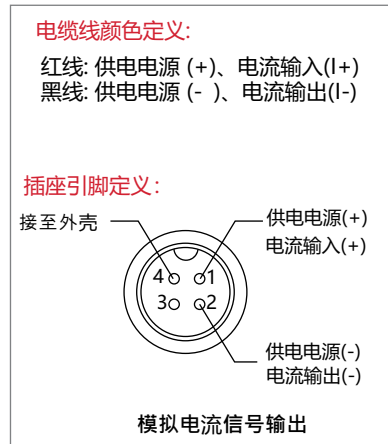 电缆线颜色定义:
红线: 供电电源 (+)、电流输入(I+)
黑线: 供电电源 (- )、电流输出(I-)
插座引脚定义:
接至外壳
供电电源(+)
电流输入(+)
4 1
3 2
供电电源(-)
电流输出(-)
模拟电流信号输出